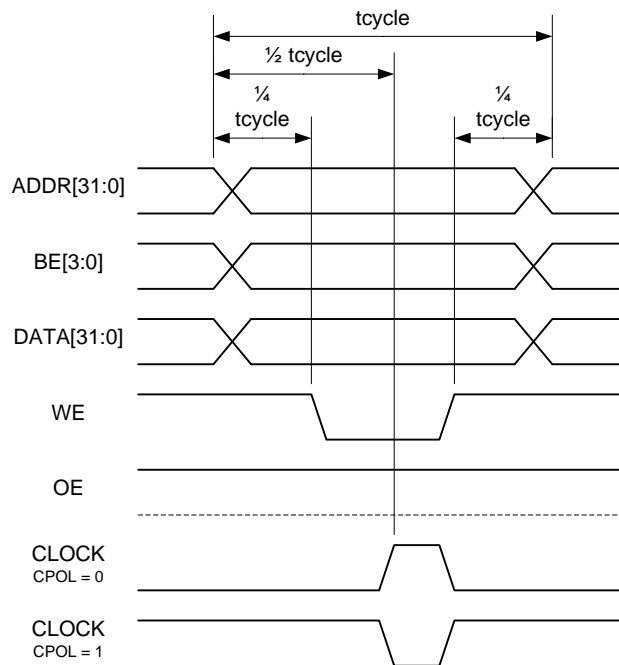 tcycle
½ tcycle
¼
tcycle
¼
tcycle
ADDR[31:0]
BE[3:0]
DATA[31:0]
WE
OE
CLOCK
CPOL = 0
CLOCK
CPOL = 1